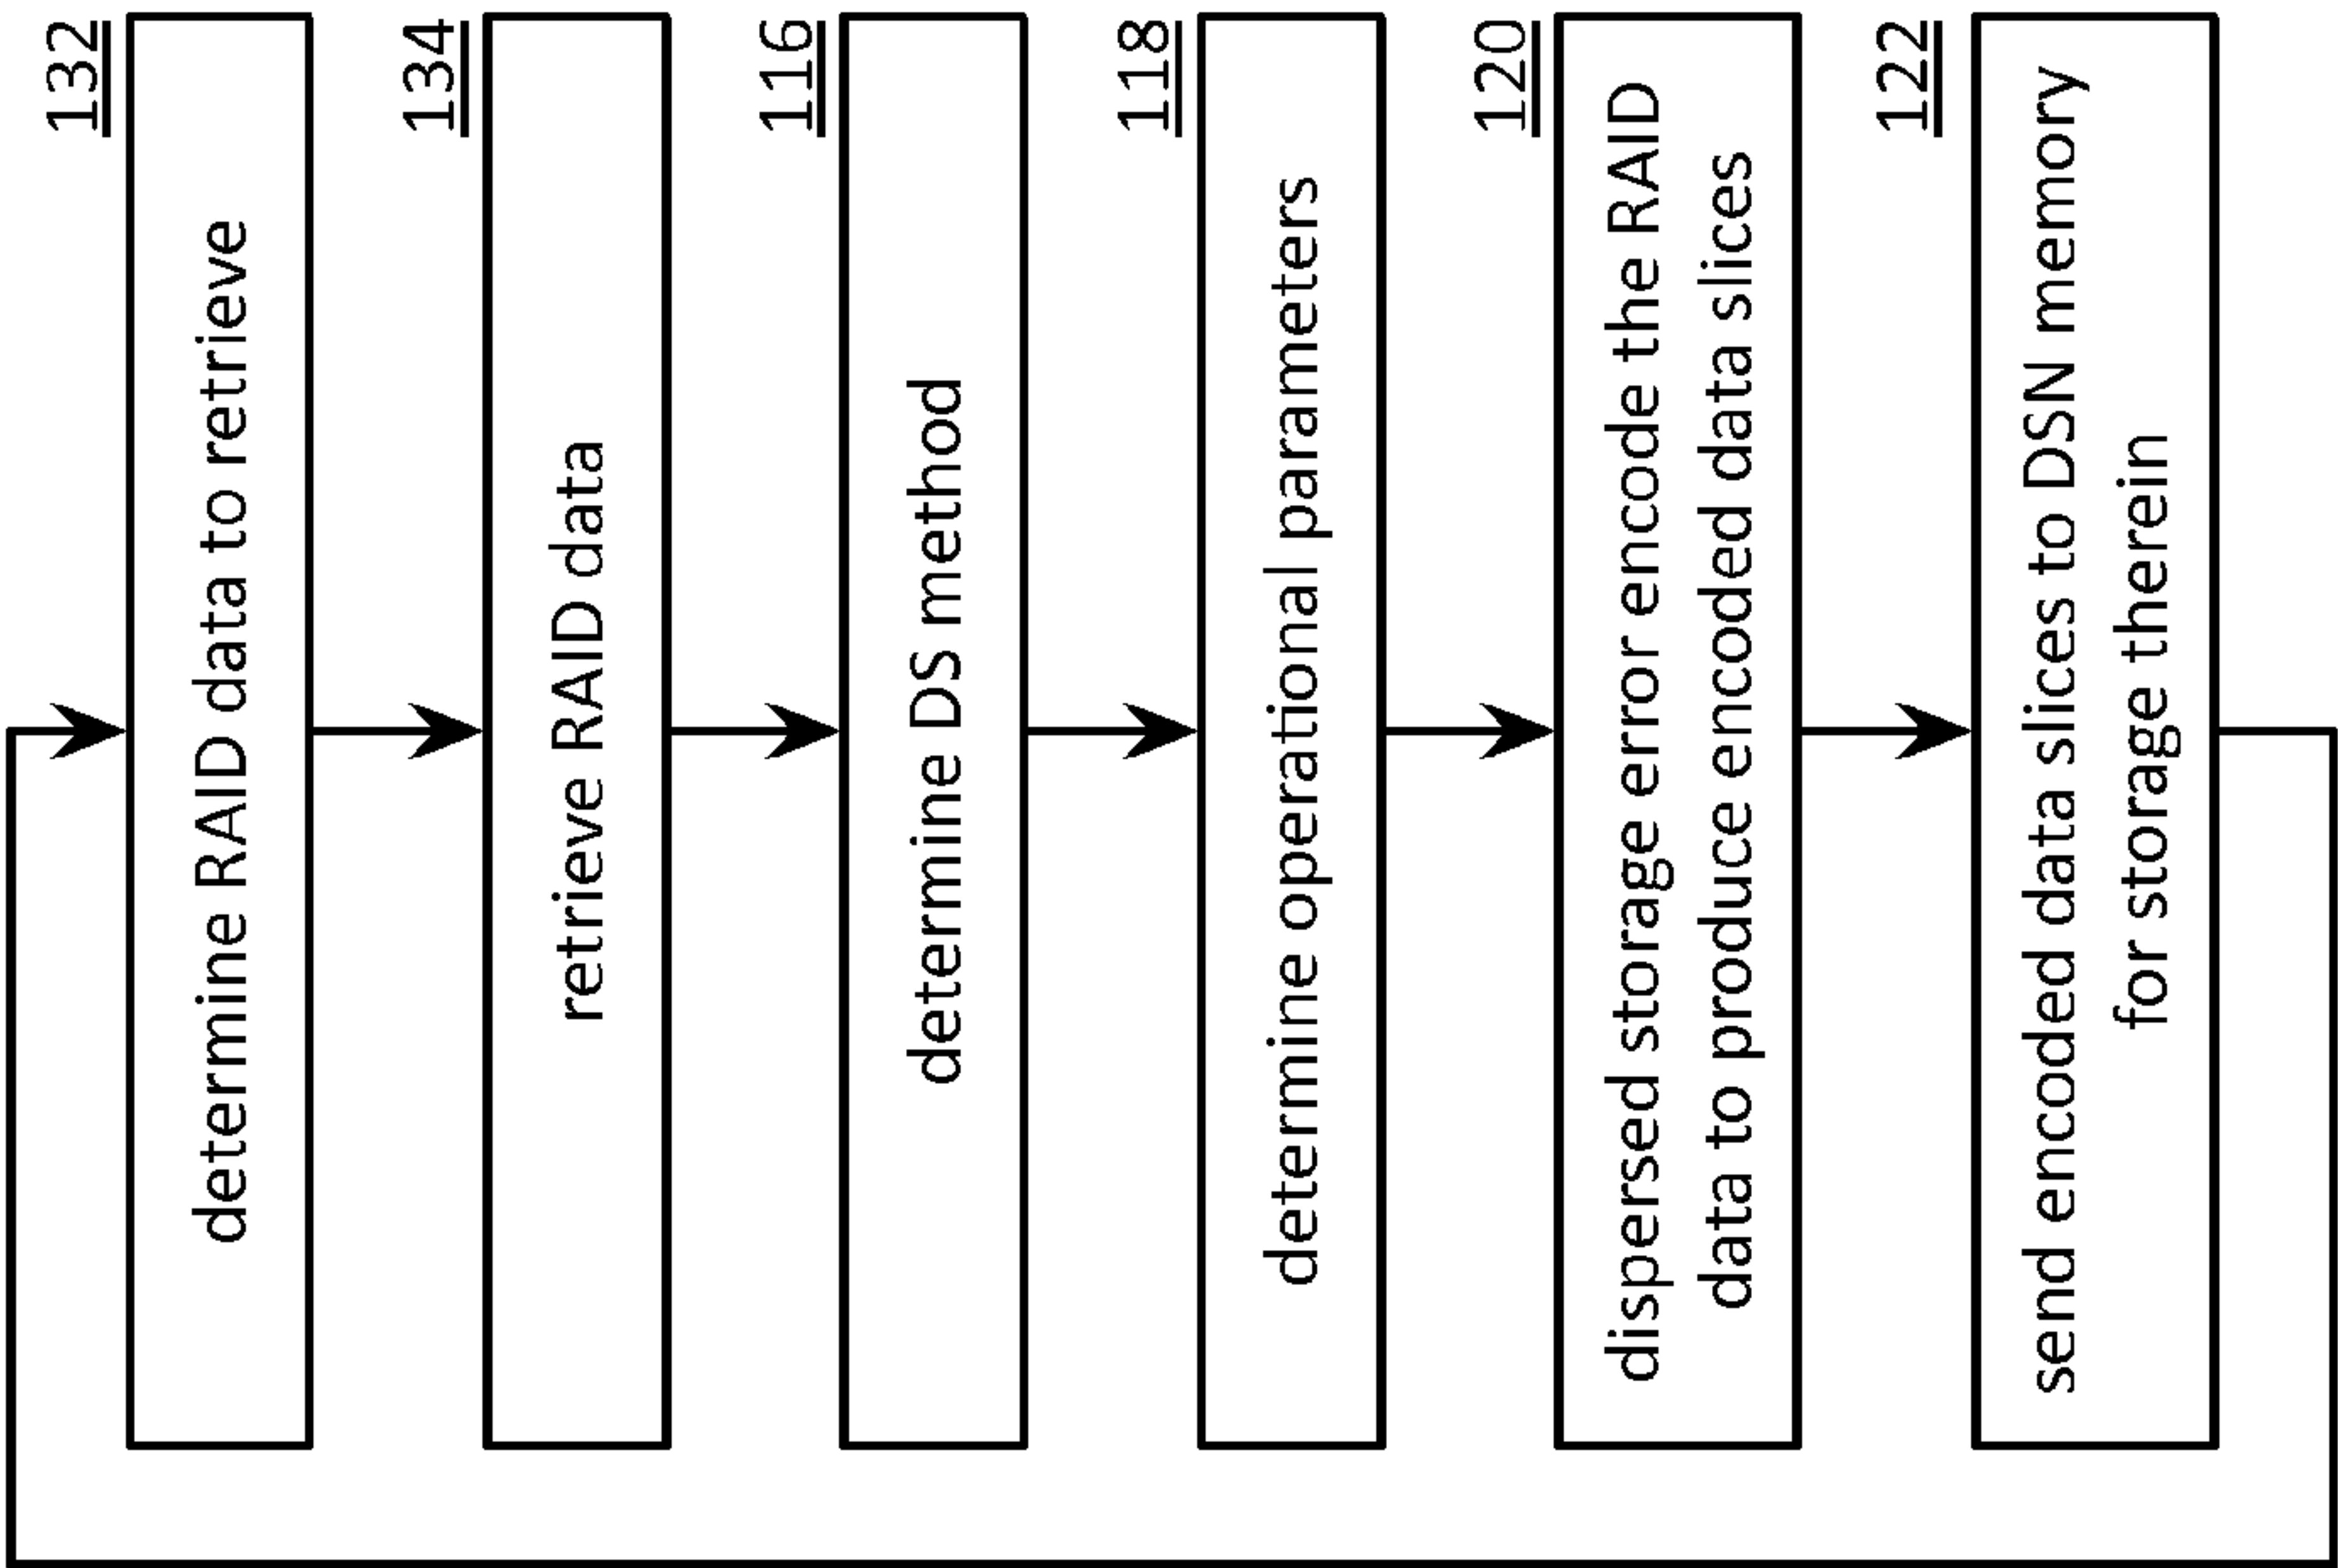 132
determine RAID data to retrieve
134
retrieve RAID data
116
determine DS method
118
determine operational parameters
120
dispersed storage error encode the RAID
data to produce encoded data slices
122
send encoded data slices to DSN memory
for storage therein